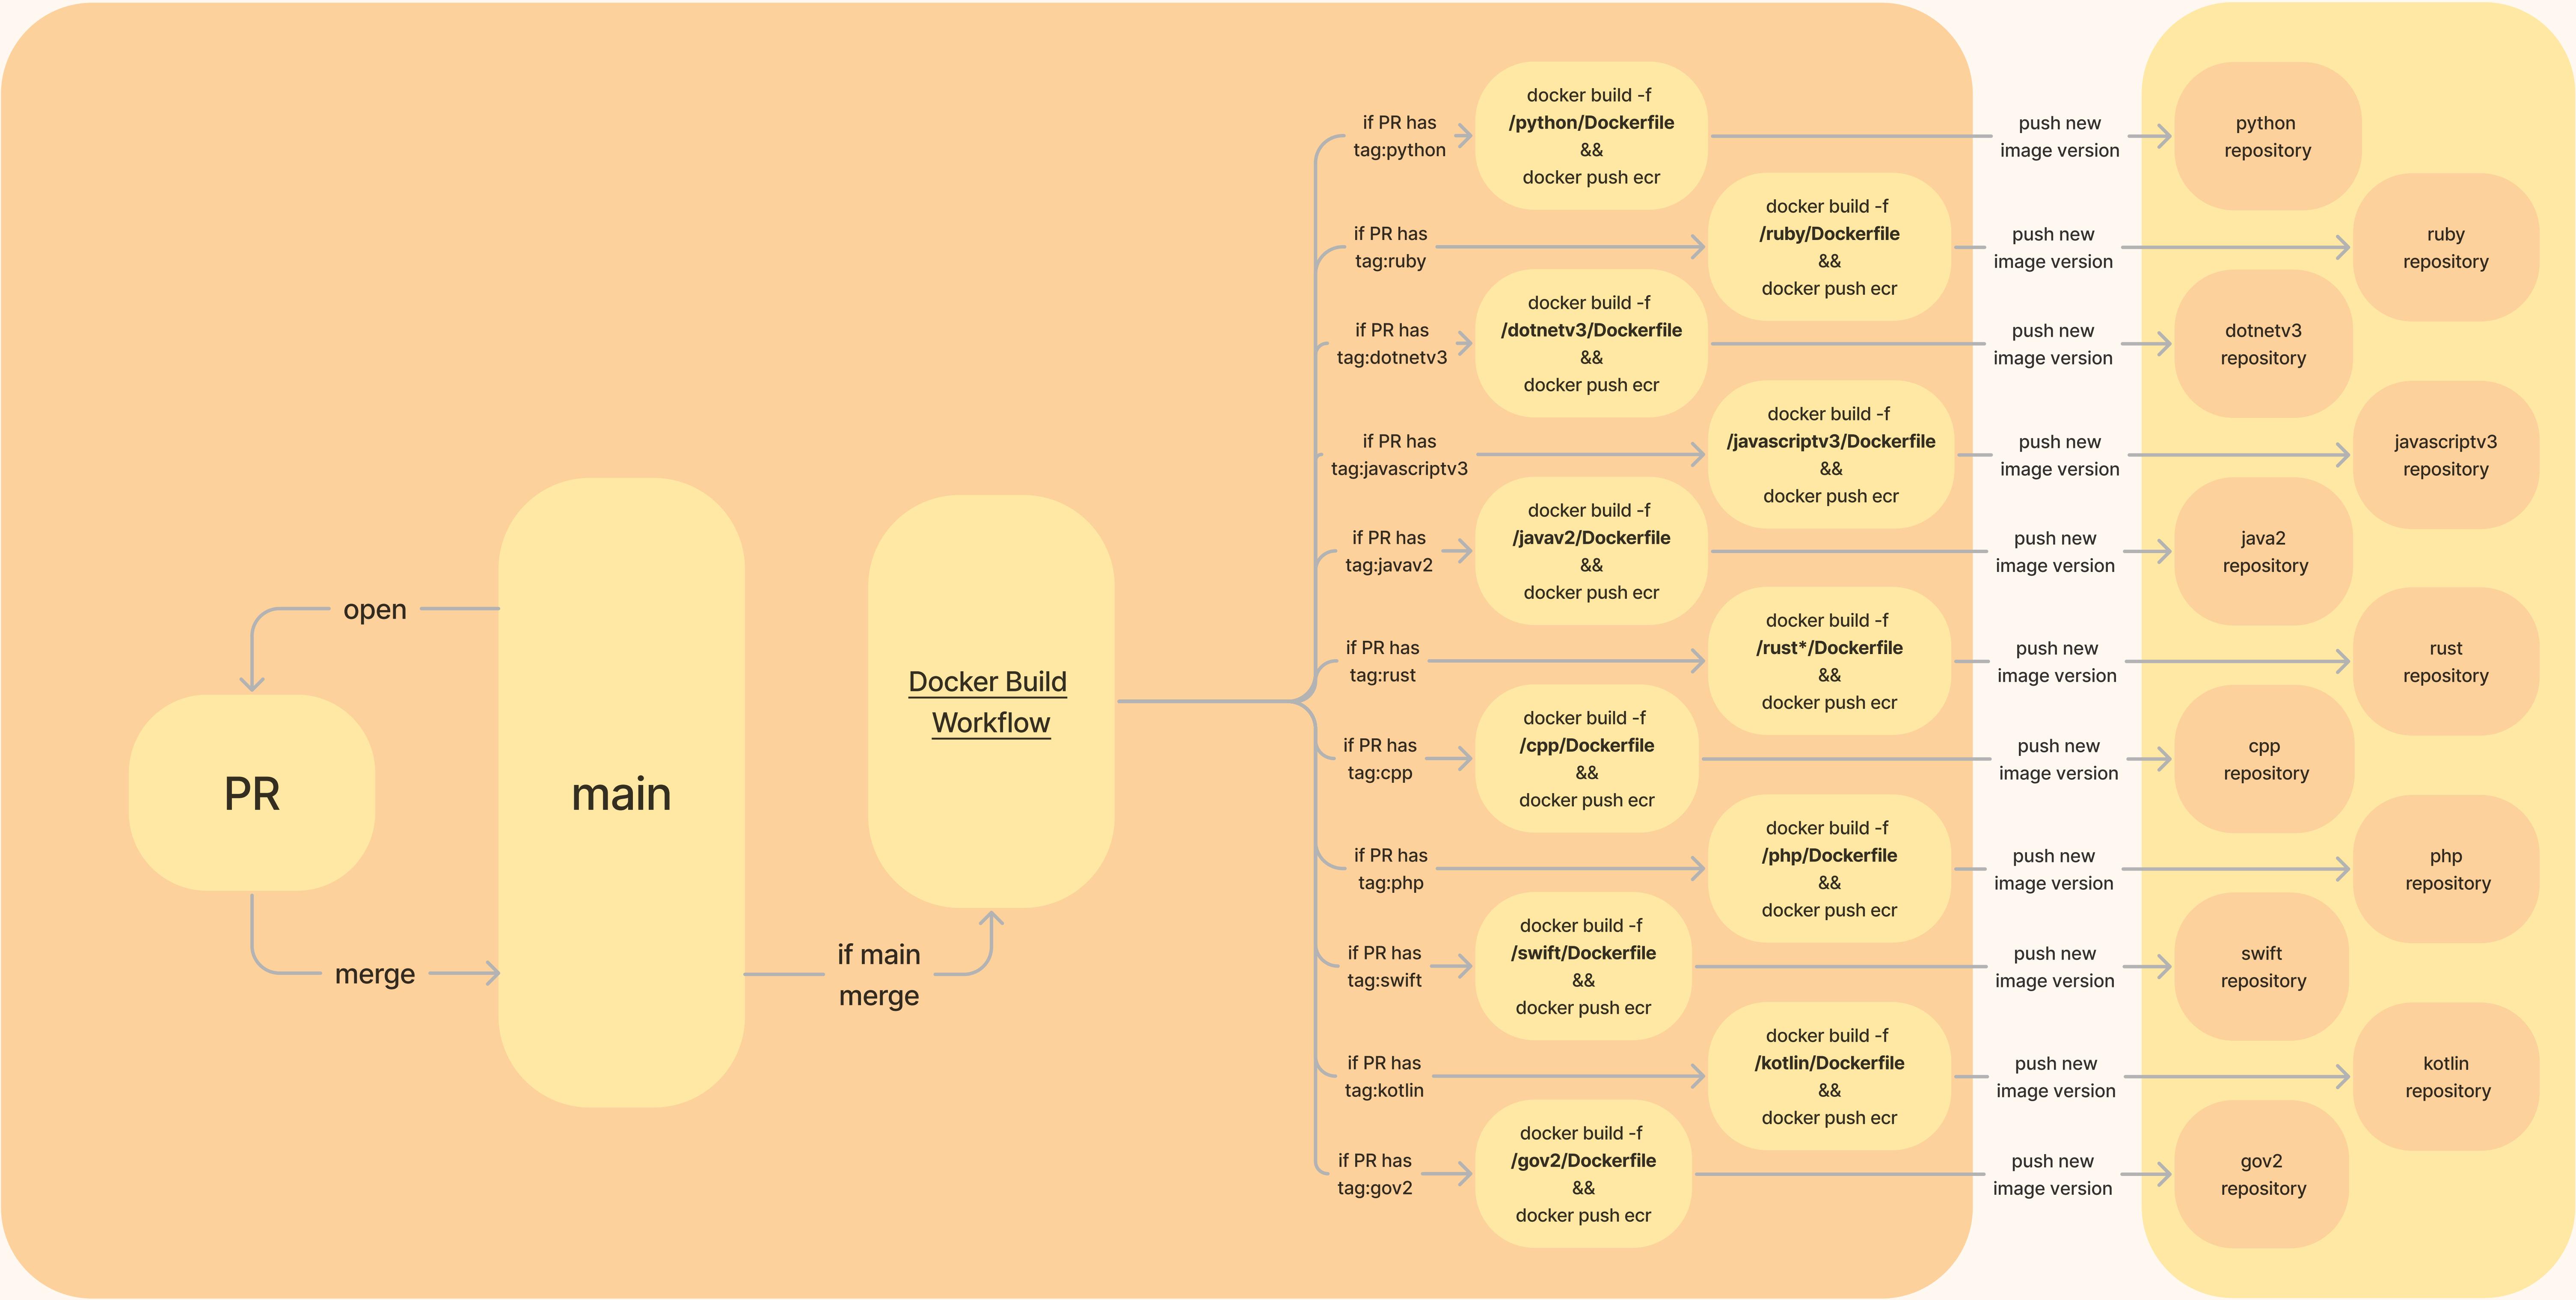 open
PR
merge
main
if main
merge
Docker Build
Workflow
if PR has
tag:python
docker build -f
/python/Dockerfile
&&
docker push ecr
push new
image version
python
repository
if PR has
tag:ruby
docker build -f
/ruby/Dockerfile
&&
docker push ecr
push new
image version
ruby
repository
if PR has
tag:dotnetv3
docker build -f
/dotnetv3/Dockerfile
&&
docker push ecr
push new
image version
dotnetv3
repository
if PR has
tag:javascriptv3
docker build -f
/javascriptv3/Dockerfile
&&
docker push ecr
push new
image version
javascriptv3
repository
if PR has
tag:javav2
docker build -f
/javav2/Dockerfile
&&
docker push ecr
push new
image version
java2
repository
if PR has
tag:rust
docker build -f
/rust*/Dockerfile
&&
docker push ecr
push new
image version
rust
repository
if PR has
tag:cpp
docker build -f
/cpp/Dockerfile
&&
docker push ecr
push new
image version
cpp
repository
if PR has
tag:php
docker build -f
/php/Dockerfile
&&
docker push ecr
push new
image version
php
repository
if PR has
tag:swift
docker build -f
/swift/Dockerfile
&&
docker push ecr
push new
image version
swift
repository
if PR has
tag:kotlin
docker build -f
/kotlin/Dockerfile
&&
docker push ecr
push new
image version
kotlin
repository
if PR has
tag:gov2
docker build -f
/gov2/Dockerfile
&&
docker push ecr
push new
image version
gov2
repository